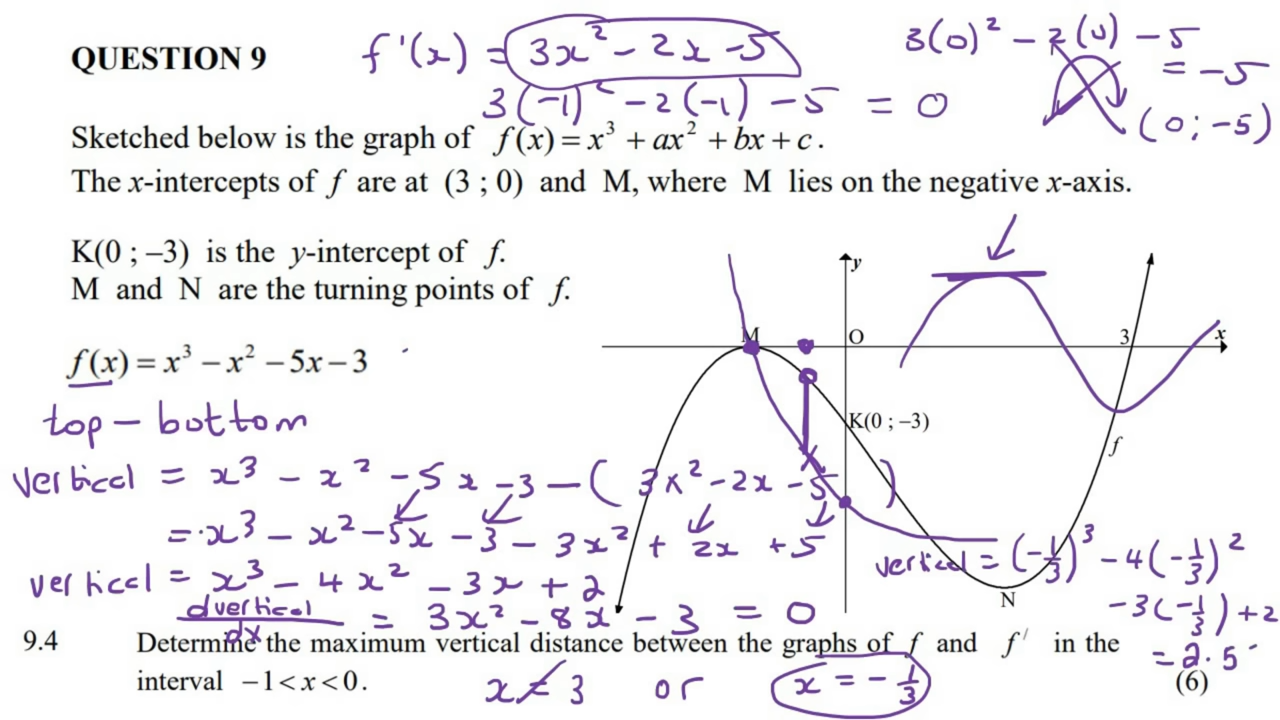 f'(x) = 3x² - 2x - 5
3(0)² - 2(0) - 5
= -5
QUESTION 9
3(-1)² - 2(-1) - 5 = 0
(0; -5)
Sketched below is the graph of f(x) = x³ + ax² + bx + c.
The x-intercepts of f are at (3 ; 0) and M, where M lies on the negative x-axis.
K(0 ; –3) is the y-intercept of f.
M and N are the turning points of f.
y
M
O
3
x
f(x) = x³ – x² – 5x – 3
top - bottom
K(0 ; –3)
f
vertical = x³ - x² - 5x - 3 - ( 3x² - 2x - 5 )
= x³ - x² - 5x - 3 - 3x² + 2x + 5
vertical = x³ - 4x² - 3x + 2
vertical = (-1/3)³ - 4(-1/3)²
-3(-1/3) + 2
= 2.5
N
dvertical/dx = 3x² - 8x - 3 = 0
9.4 Determine the maximum vertical distance between the graphs of f and f ′ in the
interval –1 < x < 0.
x ≠ 3 or x = -1/3
(6)